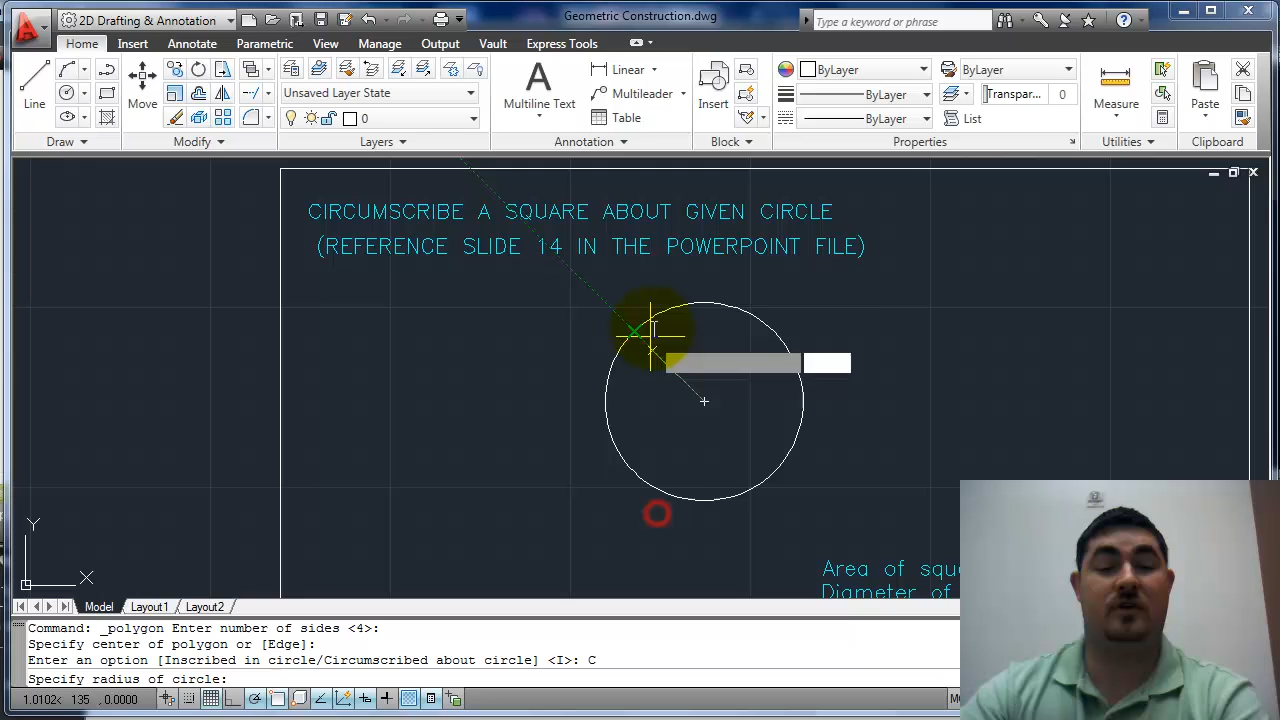 2D Drafting & Annotation
Geometric Construction.dwg
Type a keyword or phrase
Home Insert Annotate Parametric View Manage Output Vault Express Tools
Line
Move
Unsaved Layer State
0
Multiline Text
Linear
Multileader
Table
Insert
ByLayer
ByLayer
ByLayer
ByLayer
Transpar... 0
List
Measure
Paste
Draw Modify Layers Annotation Block Properties Utilities Clipboard
CIRCUMSCRIBE A SQUARE ABOUT GIVEN CIRCLE
(REFERENCE SLIDE 14 IN THE POWERPOINT FILE)
Y
X
Area of squ
Diameter of
Model Layout1 Layout2
Command: _polygon Enter number of sides <4>:
Specify center of polygon or [Edge]:
Enter an option [Inscribed in circle/Circumscribed about circle] <I>: C
Specify radius of circle:
1.0102< 135 ,0.0000